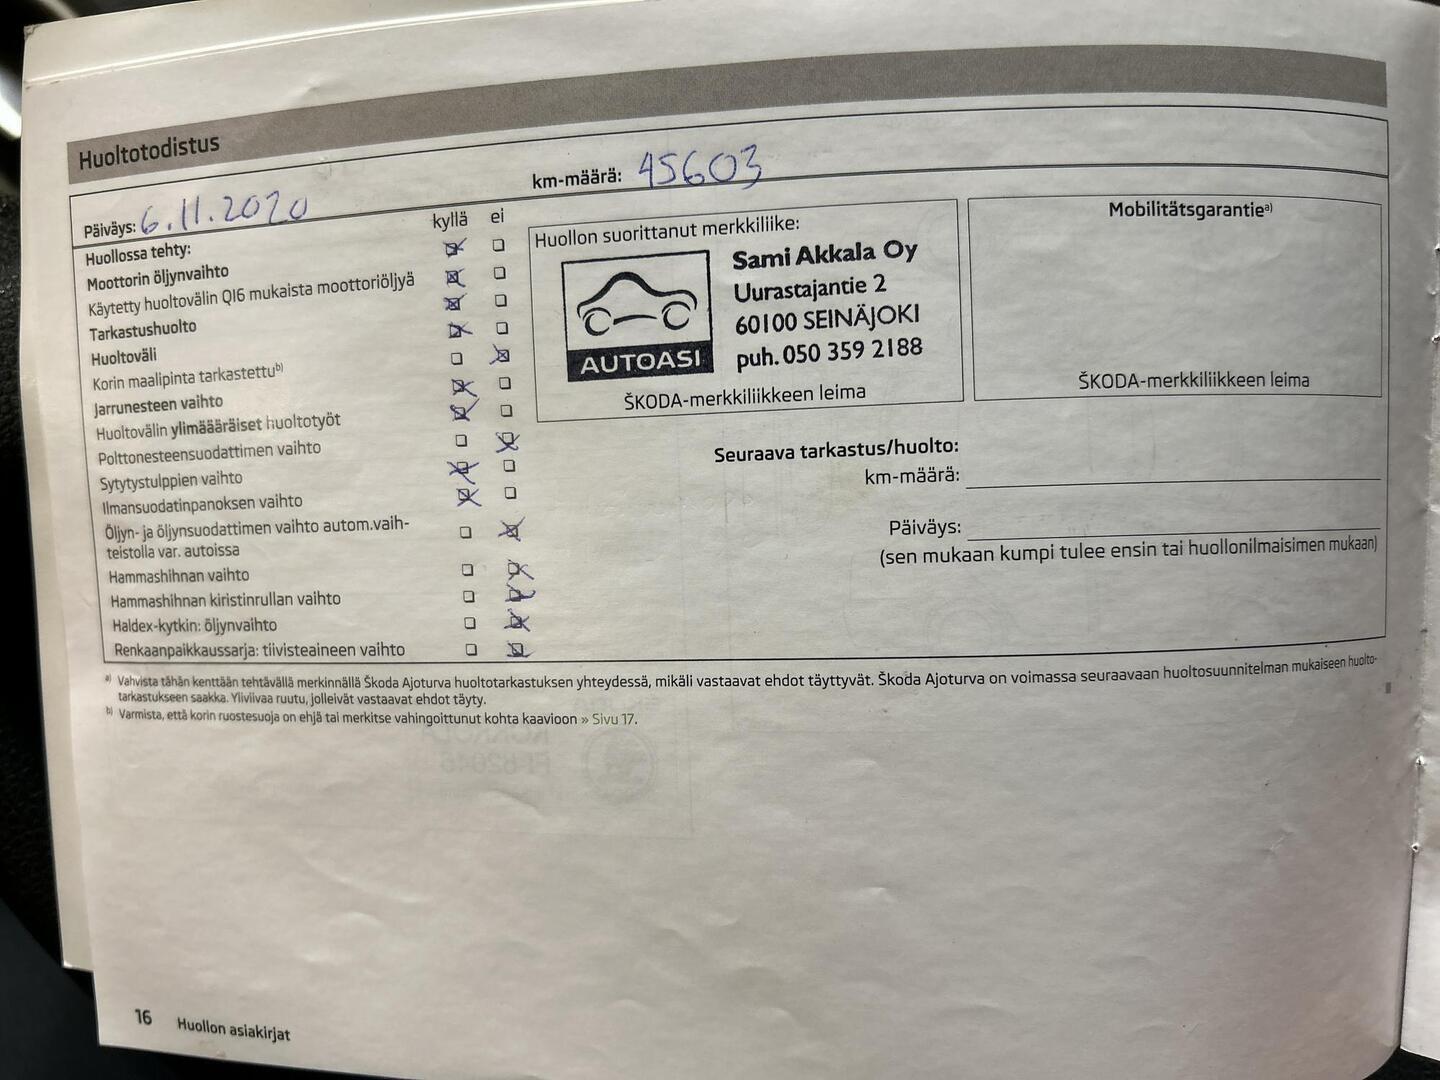 Huoltotodistus
Päiväys: 6.11.2020
km-määrä: 45603
kyllä ei
Huollossa tehty:
Moottorin öljynvaihto
Käytetty huoltovälin QI6 mukaista moottoriöljyä
Tarkastushuolto
Huoltoväli
Korin maalipinta tarkastettu b)
Jarrunesteen vaihto
Huoltovälin ylimäääräiset huoltotyöt
Polttonesteensuodattimen vaihto
Sytytystulppien vaihto
Ilmansuodatinpanoksen vaihto
Öljyn- ja öljynsuodattimen vaihto autom.vaih-
teistolla var. autoissa
Hammashihnan vaihto
Hammashihnan kiristinrullan vaihto
Haldex-kytkin: öljynvaihto
Renkaanpaikkaussarja: tiivisteaineen vaihto
Huollon suorittanut merkkiliike:
AUTOASI
Sami Akkala Oy
Uurastajantie 2
60100 SEINÄJOKI
puh. 050 359 2188
ŠKODA-merkkiliikkeen leima
Mobilitätsgarantie a)
ŠKODA-merkkiliikkeen leima
Seuraava tarkastus/huolto:
km-määrä:
Päiväys:
(sen mukaan kumpi tulee ensin tai huollonilmaisimen mukaan)
a) Vahvista tähän kenttään tehtävällä merkinnällä Škoda Ajoturva huoltotarkastuksen yhteydessä, mikäli vastaavat ehdot täyttyvät. Škoda Ajoturva on voimassa seuraavaan huoltosuunnitelman mukaiseen huolto-
tarkastukseen saakka. Yliviivaa ruutu, jolleivät vastaavat ehdot täyty.
b) Varmista, että korin ruostesuoja on ehjä tai merkitse vahingoittunut kohta kaavioon » Sivu 17.
16 Huollon asiakirjat